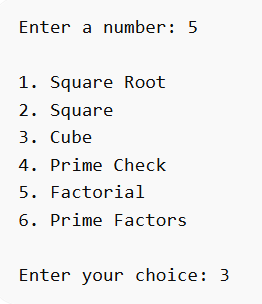 Enter a number: 5
1. Square Root
2. Square
3. Cube
4. Prime Check
5. Factorial
6. Prime Factors
Enter your choice: 3